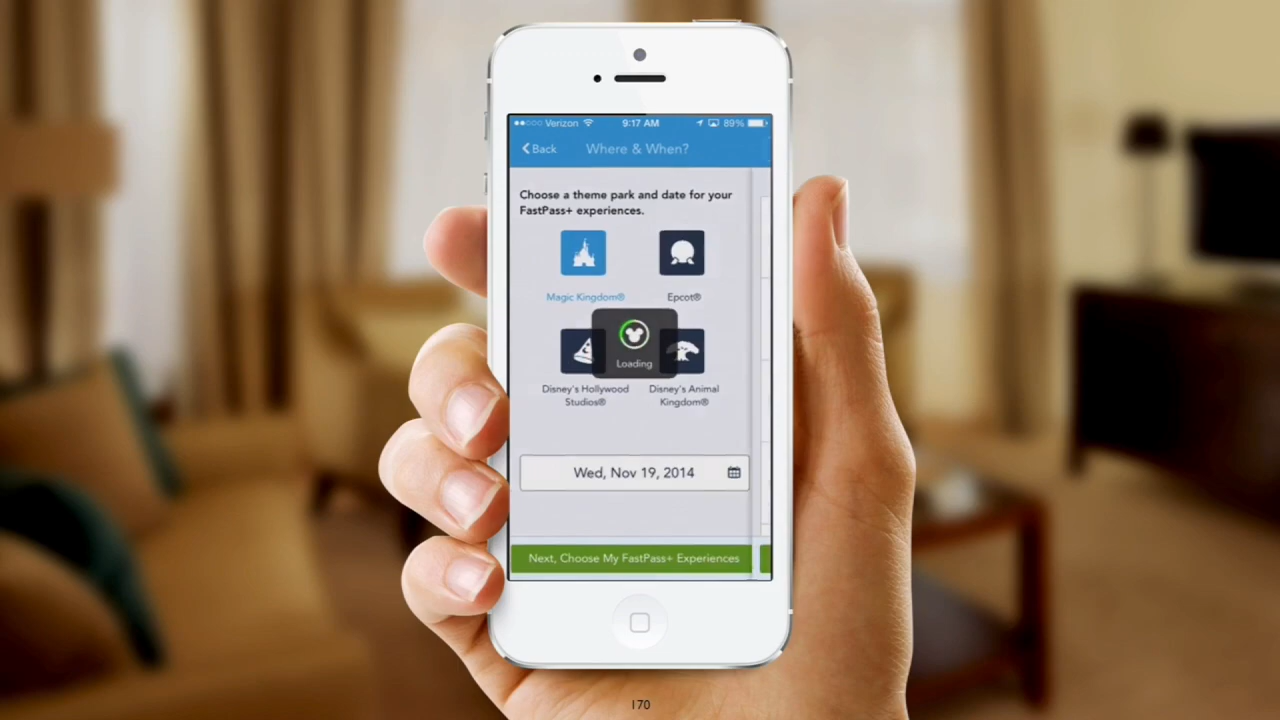 Verizon 9:17 AM 89%
Back Where & When?
Choose a theme park and date for your
FastPass+ experiences.
Magic Kingdom® Epcot®
Loading
Disney's Hollywood Disney's Animal
Studios® Kingdom®
Wed, Nov 19, 2014
Next, Choose My FastPass+ Experiences
170